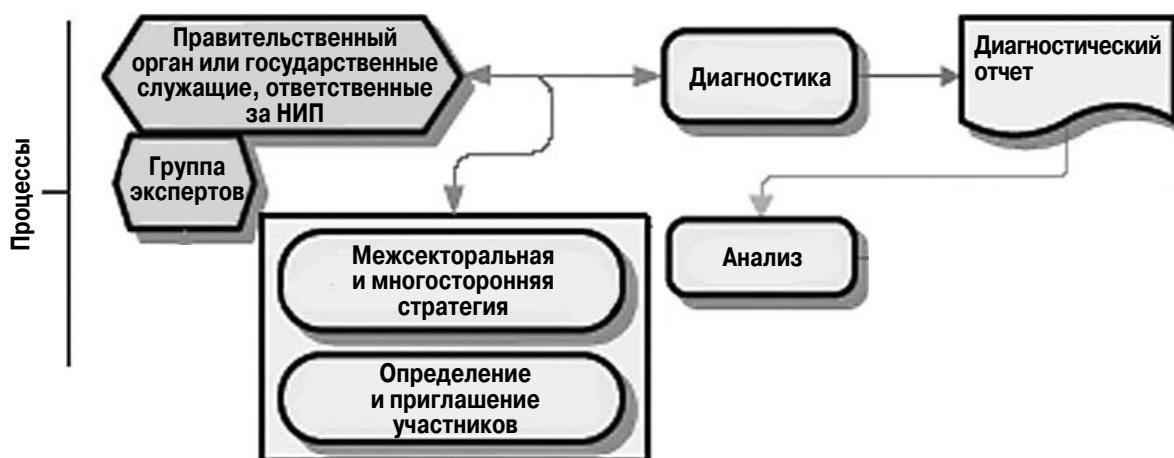 Процессы
Правительственный
орган или государственные
служащие, ответственные
за НИП
Группа
экспертов
Диагностика
Диагностический
отчет
Межсекторальная
и многосторонняя
стратегия
Анализ
Определение
и приглашение
участников